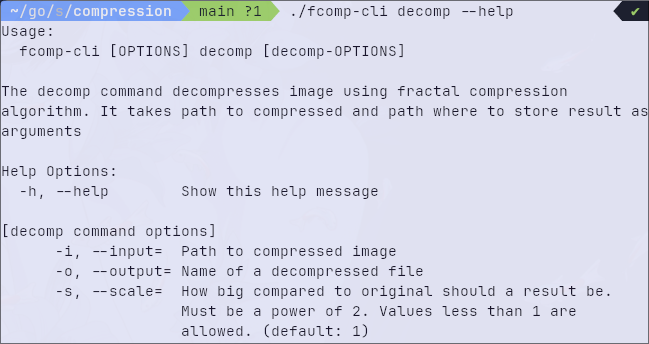 ~/go/s/compression  main ?1  ./fcomp-cli decomp --help ✔
Usage:
  fcomp-cli [OPTIONS] decomp [decomp-OPTIONS]

The decomp command decompresses image using fractal compression
algorithm. It takes path to compressed and path where to store result as
arguments

Help Options:
  -h, --help        Show this help message

[decomp command options]
      -i, --input=  Path to compressed image
      -o, --output= Name of a decompressed file
      -s, --scale=  How big compared to original should a result be.
                    Must be a power of 2. Values less than 1 are
                    allowed. (default: 1)